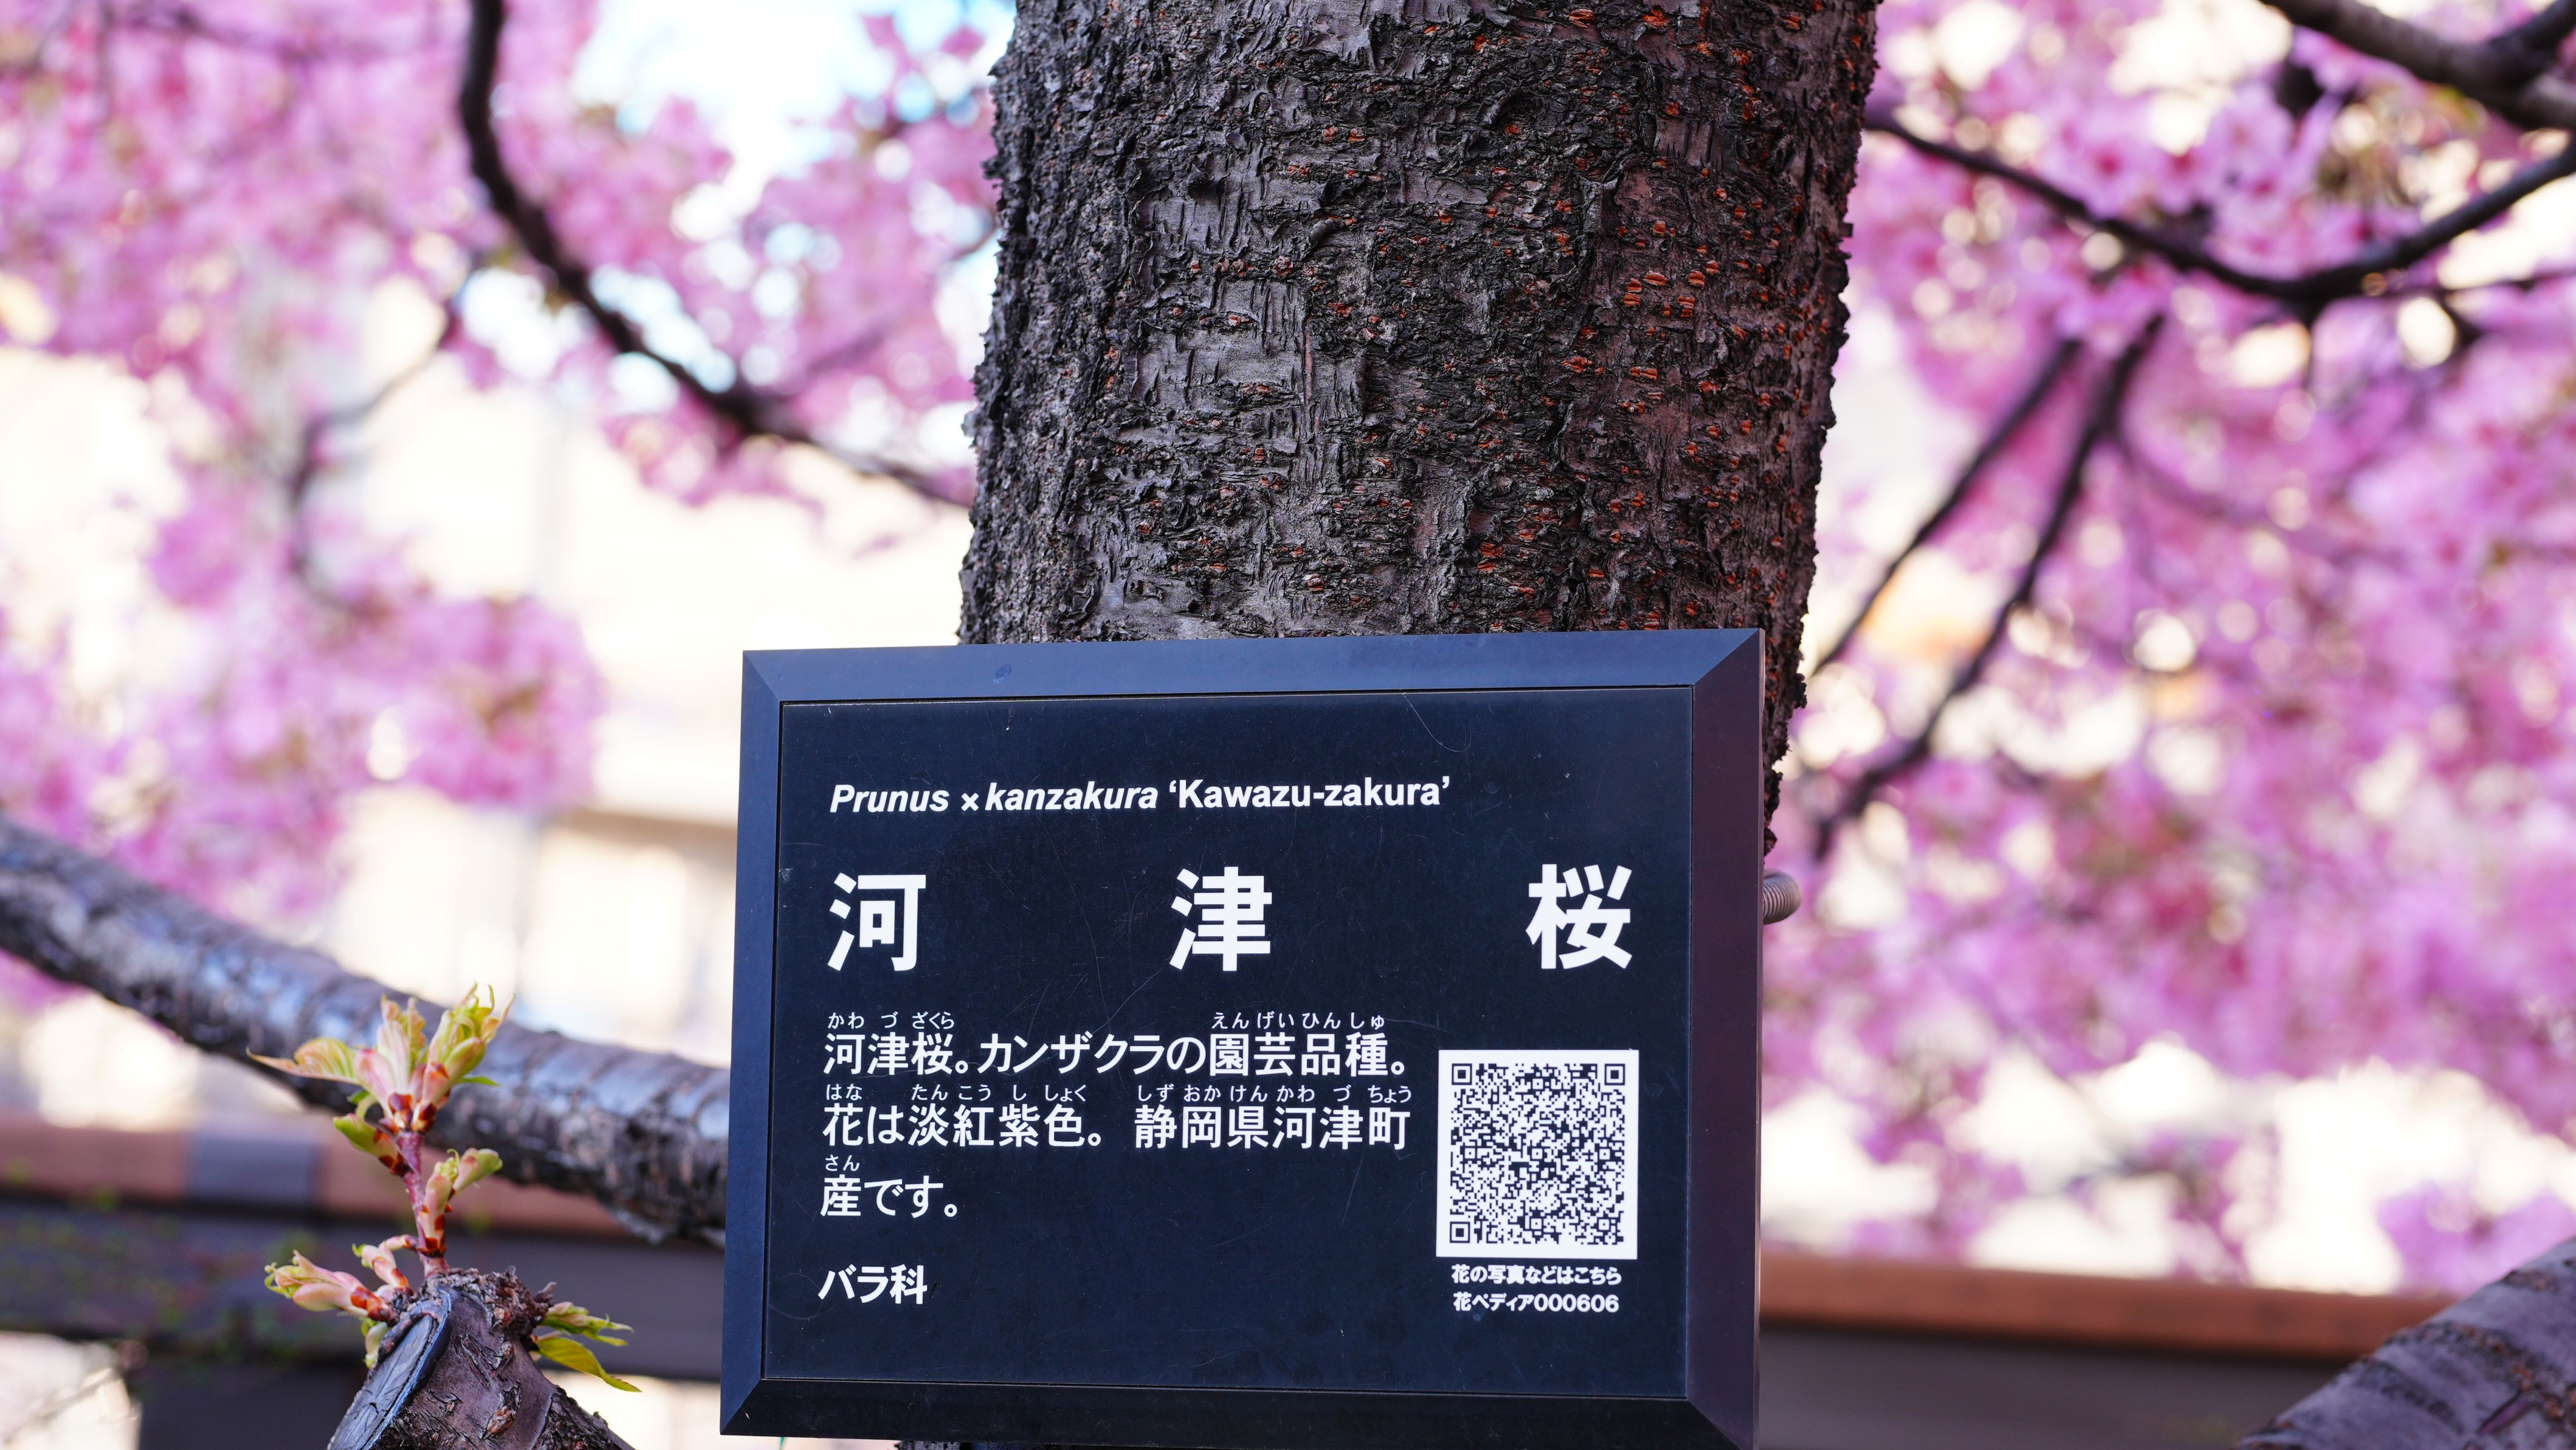 Prunus × kanzakura ‘Kawazu-zakura’
河津桜
かわ づ ざくら えんげいひんしゅ
河津桜。カンザクラの園芸品種。
はな たんこう し しょく しずおかけんかわ づ ちょう
花は淡紅紫色。 静岡県河津町
さん
産です。
バラ科
花の写真などはこちら
花ペディア000606